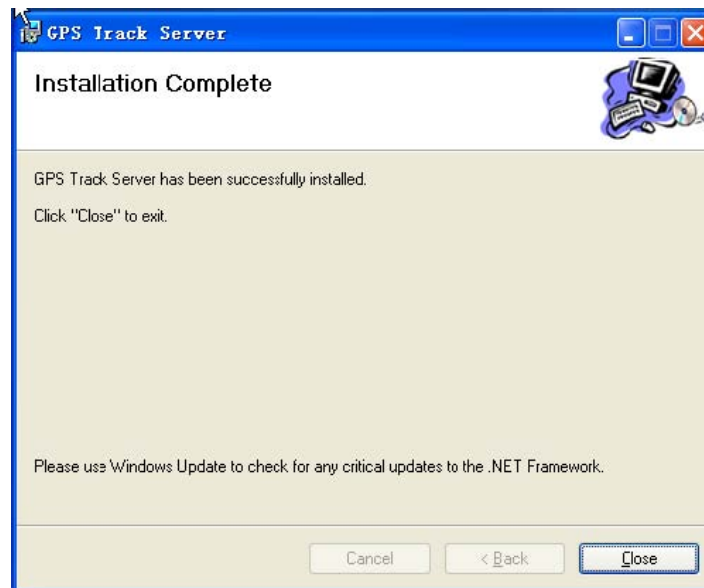 GPS Track Server
Installation Complete
GPS Track Server has been successfully installed.
Click "Close" to exit.
Please use Windows Update to check for any critical updates to the .NET Framework.
Cancel
< Back
Close